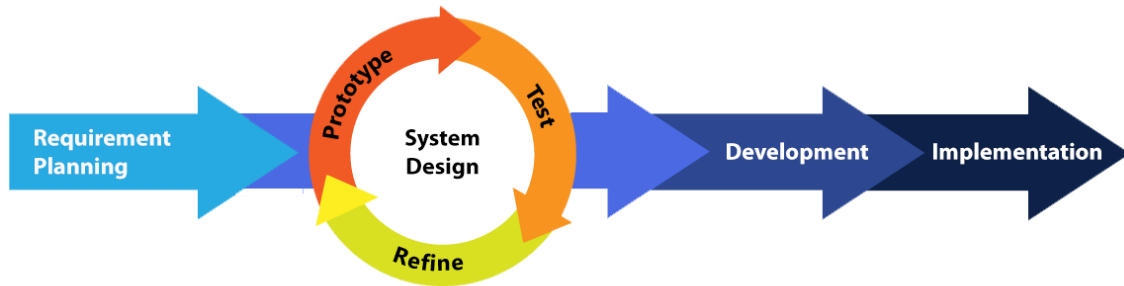 Requirement
Planning
Prototype
Test
Refine
System
Design
Development
Implementation